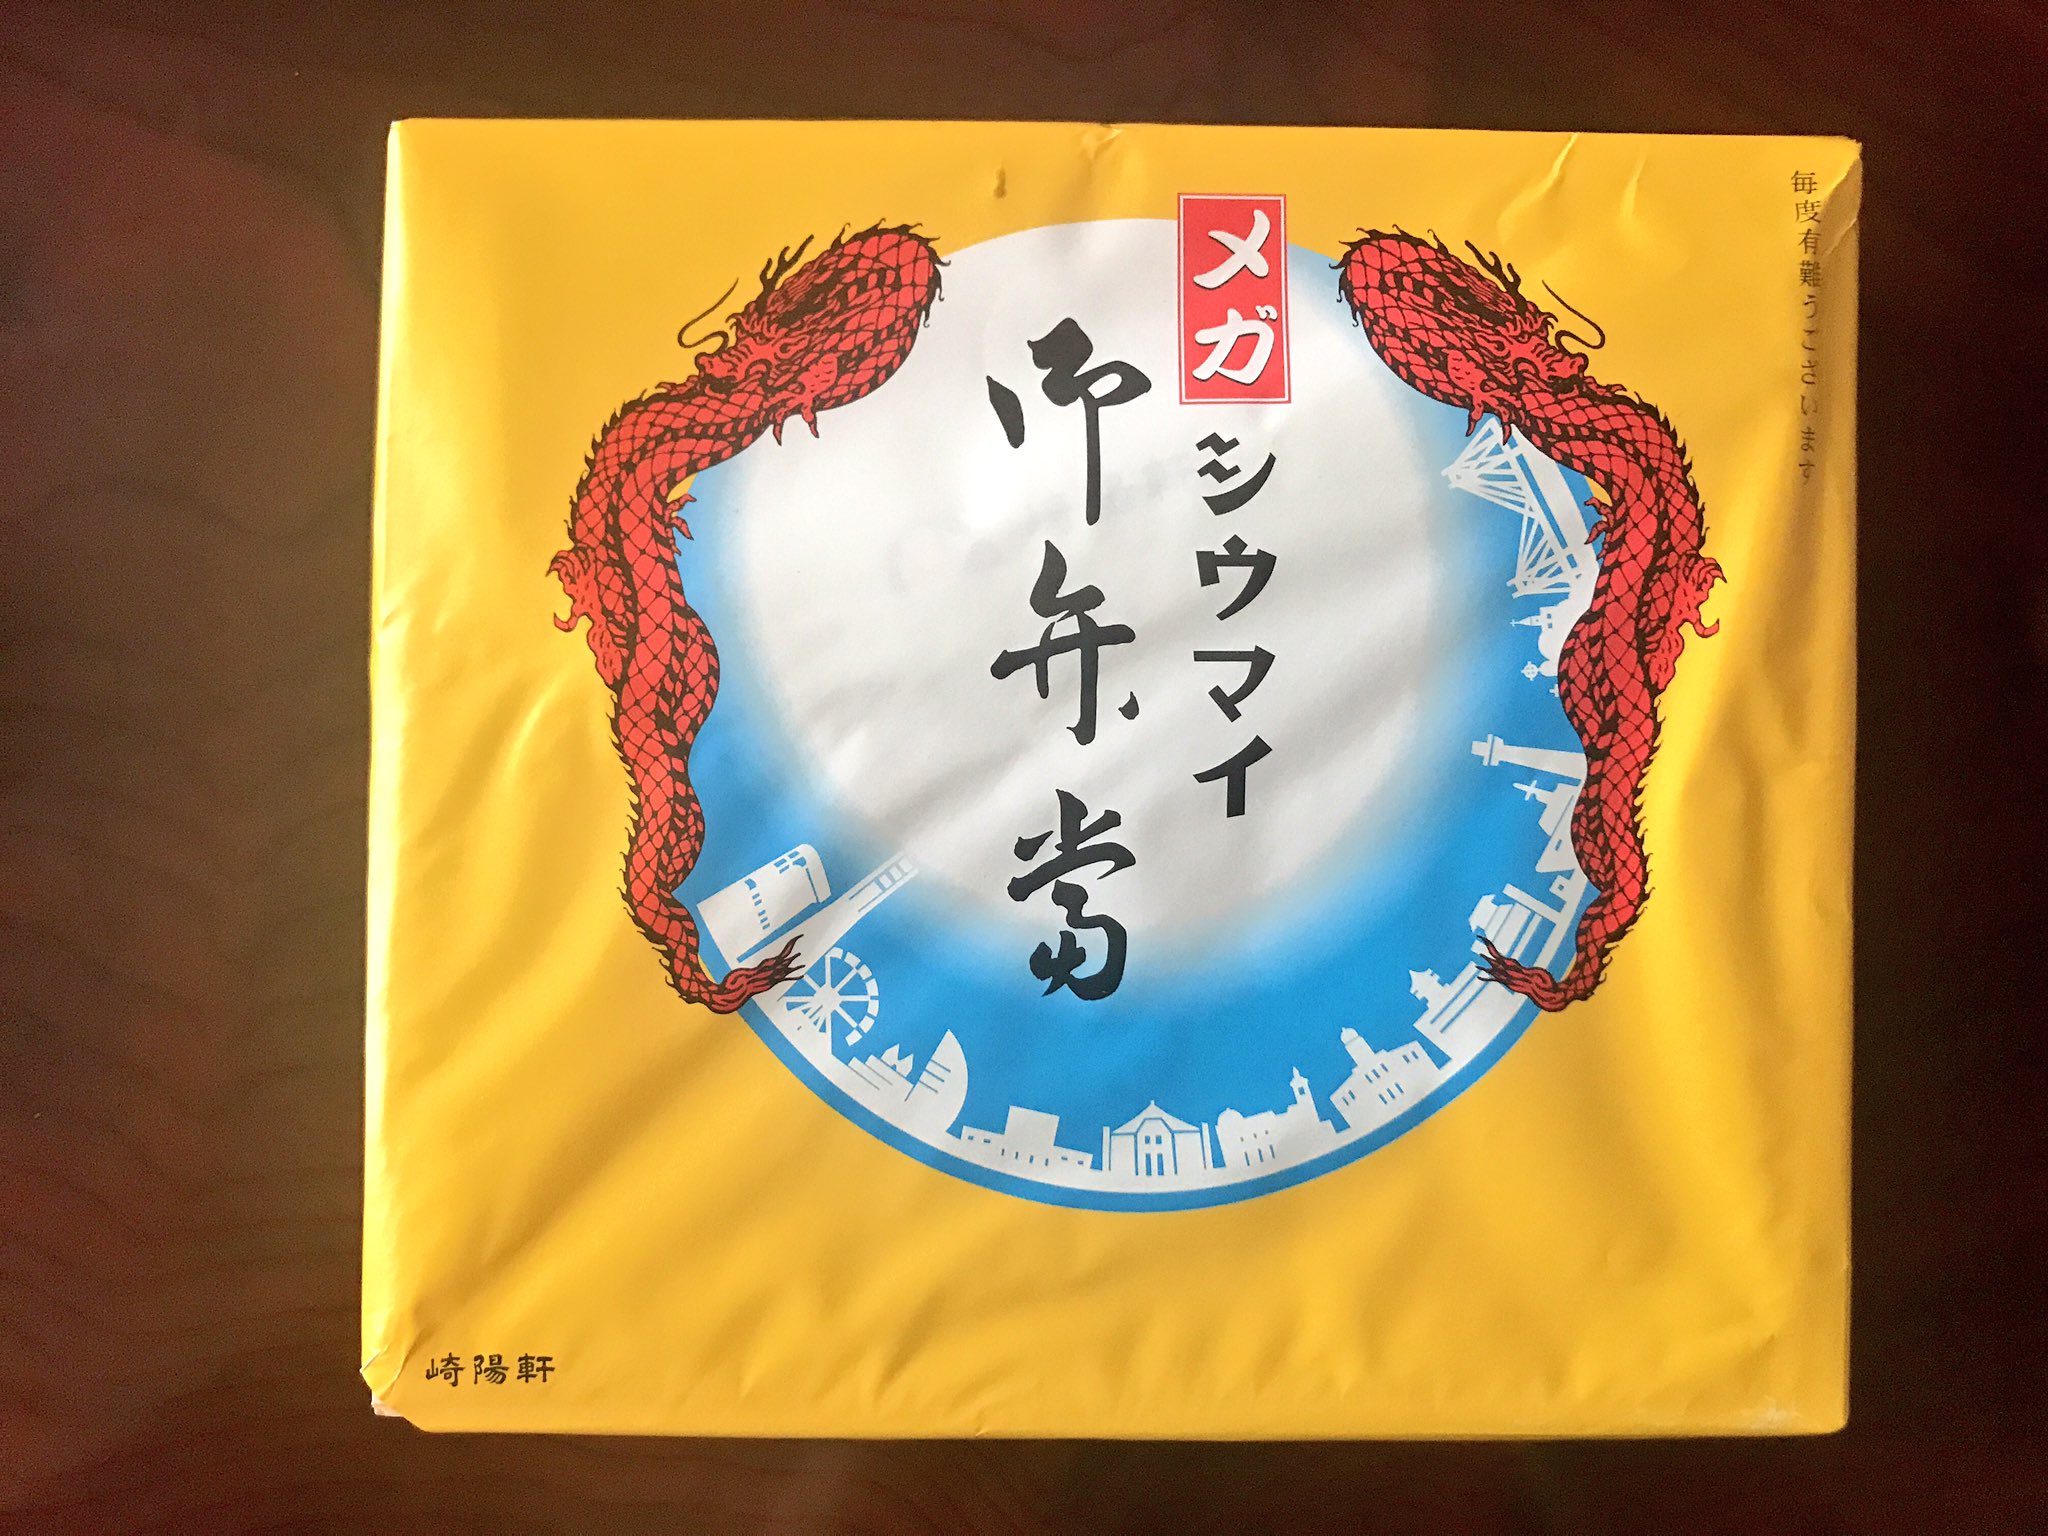 毎度有難うございます
メガ
シウマイ
御弁当
崎陽軒